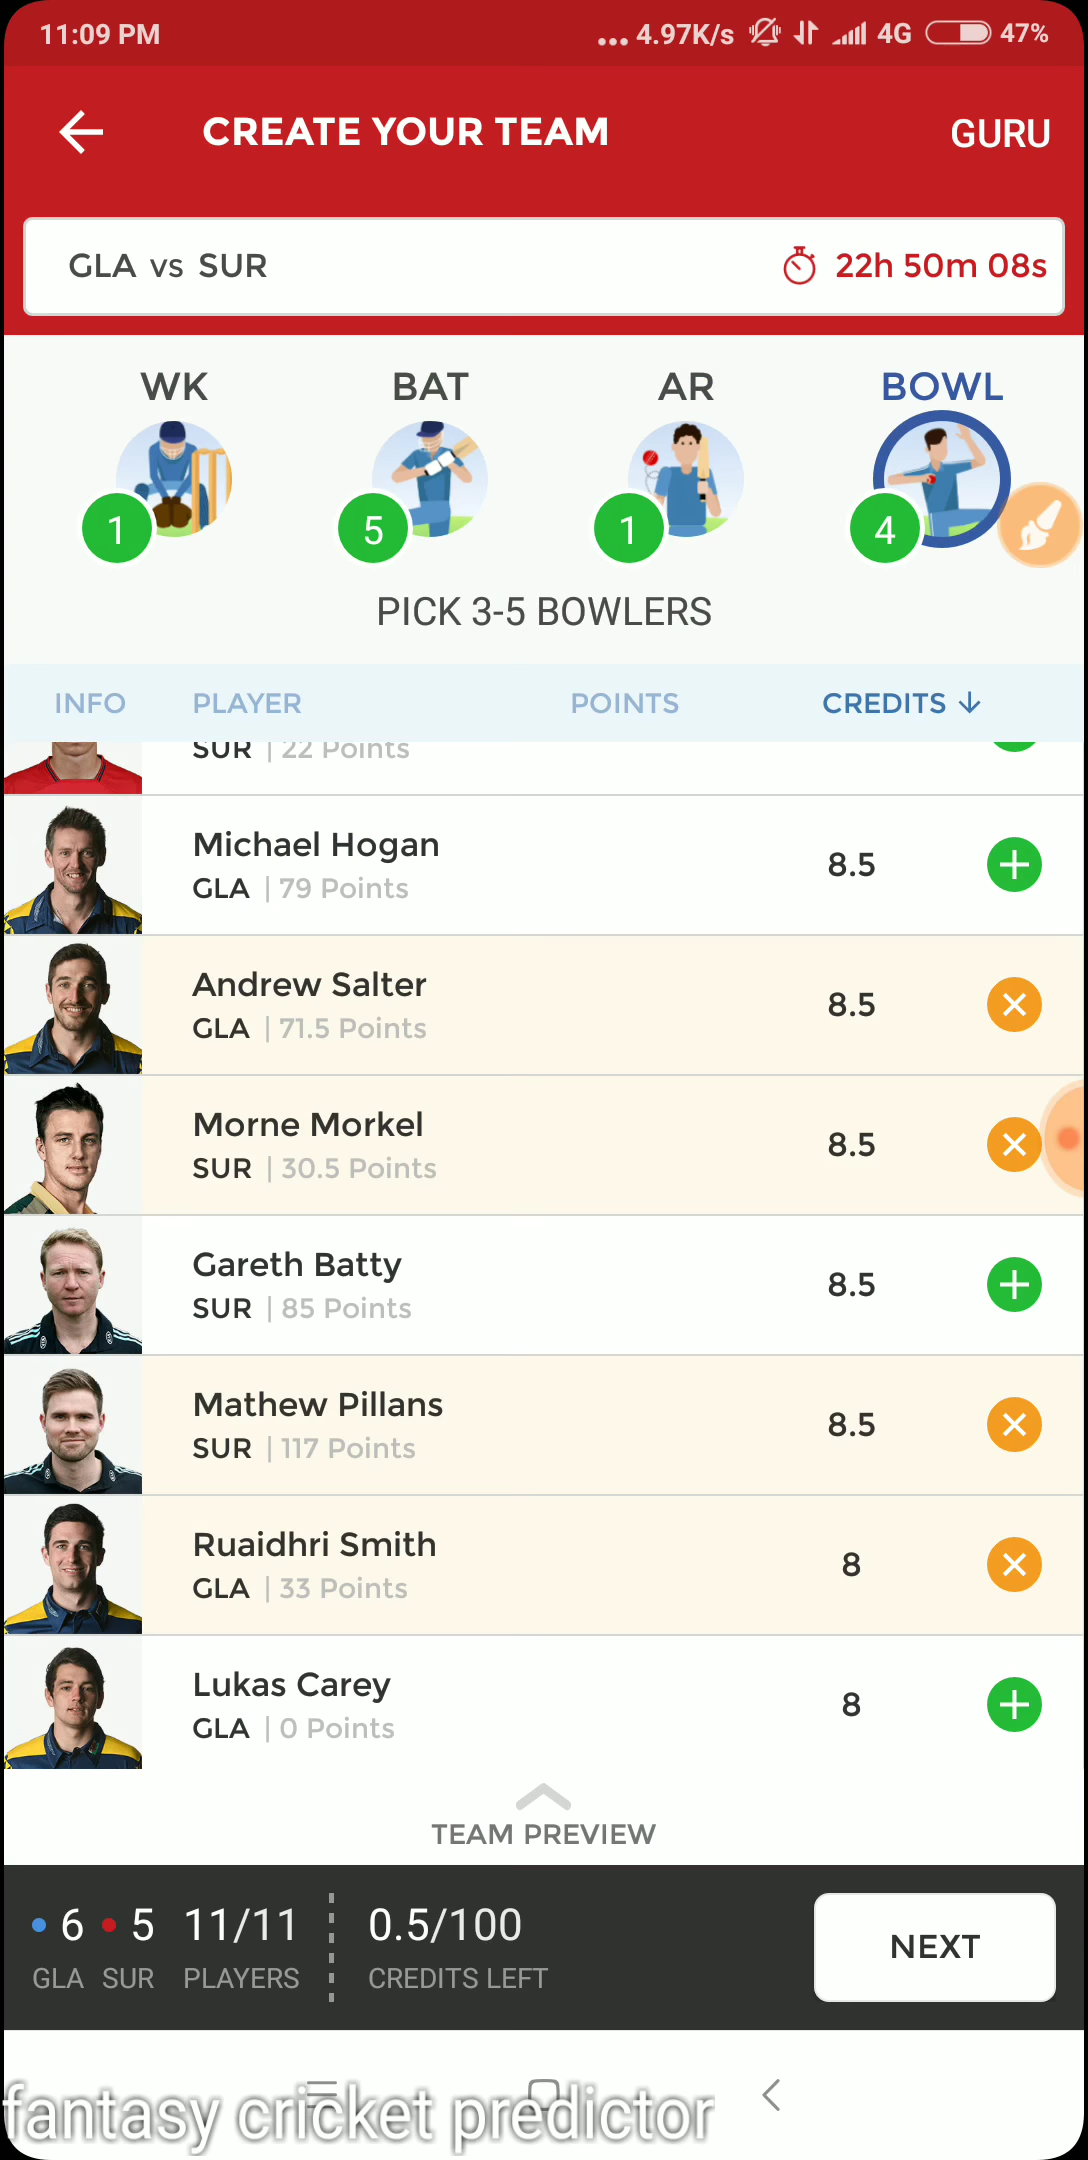 11:09 PM ... 4.97K/s 4G 47%
CREATE YOUR TEAM GURU
GLA vs SUR 22h 50m 08s
WK BAT AR BOWL
1 5 1 4
PICK 3-5 BOWLERS
INFO PLAYER POINTS CREDITS ↓
SUR | 22 Points
Michael Hogan
GLA | 79 Points 8.5
Andrew Salter
GLA | 71.5 Points 8.5
Morne Morkel
SUR | 30.5 Points 8.5
Gareth Batty
SUR | 85 Points 8.5
Mathew Pillans
SUR | 117 Points 8.5
Ruaidhri Smith
GLA | 33 Points 8
Lukas Carey
GLA | 0 Points 8
TEAM PREVIEW
6 5 11/11 0.5/100
GLA SUR PLAYERS CREDITS LEFT
NEXT
fantasy cricket predictor